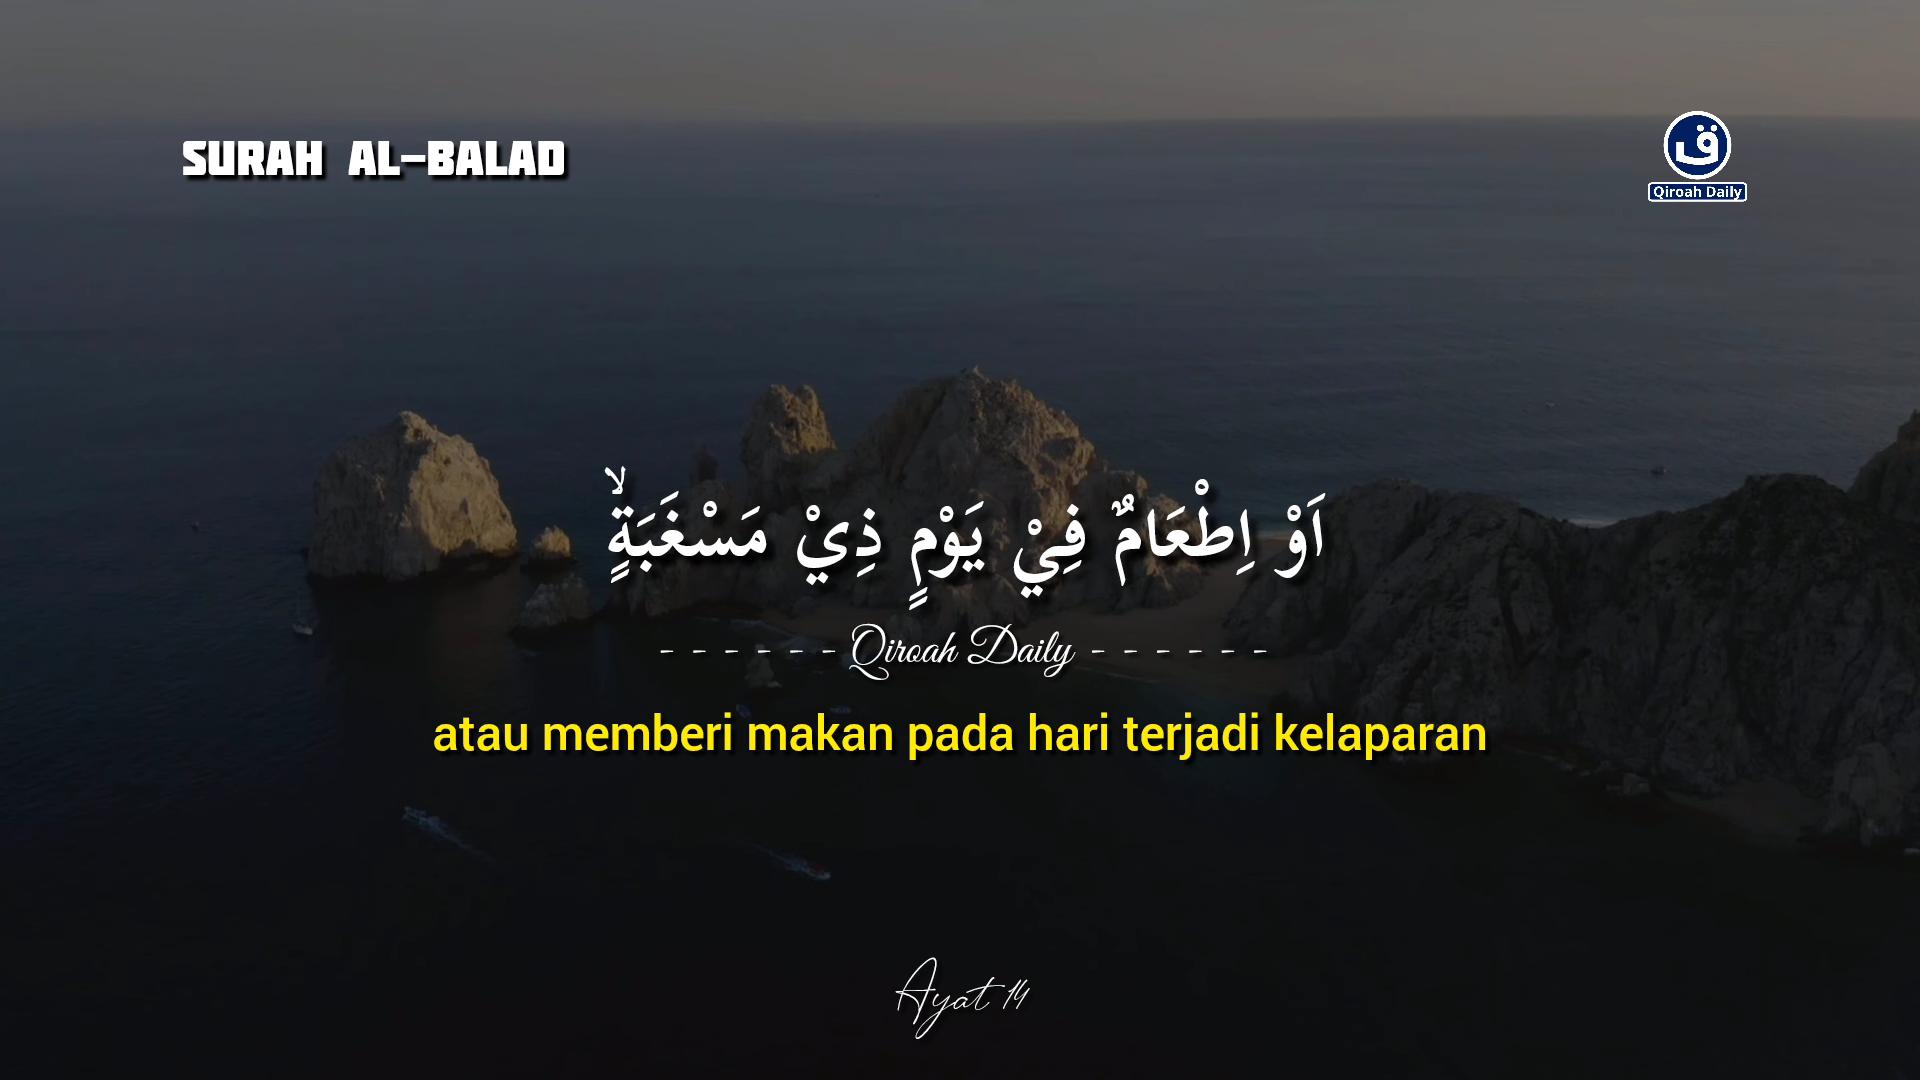 SURAH AL-BALAD
ق
Qiroah Daily
اَوْ اِطْعَامٌ فِيْ يَوْمٍ ذِيْ مَسْغَبَةٍۙ
- - - - - - Qiroah Daily - - - - - -
atau memberi makan pada hari terjadi kelaparan
Ayat 14